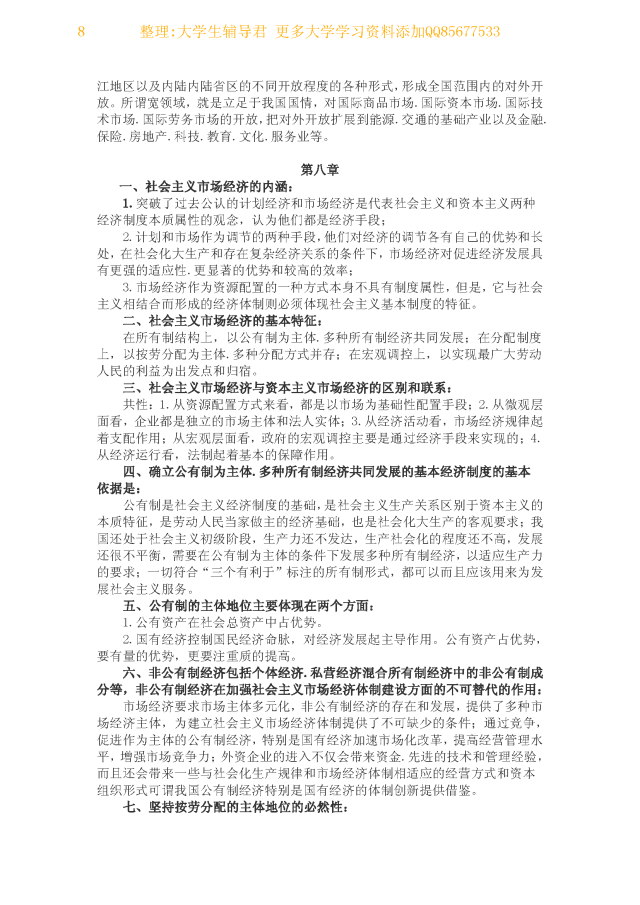 8 整理:大学生辅导君 更多大学学习资料添加QQ85677533
江地区以及内陆内陆省区的不同开放程度的各种形式,形成全国范围内的对外开
放。所谓宽领域，就是立足于我国国情，对国际商品市场.国际资本市场.国际技
术市场.国际劳务市场的开放,把对外开放扩展到能源.交通的基础产业以及金融.
保险.房地产.科技.教育.文化.服务业等。
第八章
一、社会主义市场经济的内涵：
1.突破了过去公认的计划经济和市场经济是代表社会主义和资本主义两种
经济制度本质属性的观念，认为他们都是经济手段；
2.计划和市场作为调节的两种手段,他们对经济的调节各有自己的优势和长
处，在社会化大生产和存在复杂经济关系的条件下，市场经济对促进经济发展具
有更强的适应性.更显著的优势和较高的效率；
3.市场经济作为资源配置的一种方式本身不具有制度属性，但是，它与社会
主义相结合而形成的经济体制则必须体现社会主义基本制度的特征。
二、社会主义市场经济的基本特征：
在所有制结构上，以公有制为主体.多种所有制经济共同发展；在分配制度
上，以按劳分配为主体.多种分配方式并存；在宏观调控上，以实现最广大劳动
人民的利益为出发点和归宿。
三、社会主义市场经济与资本主义市场经济的区别和联系：
共性：1.从资源配置方式来看，都是以市场为基础性配置手段；2.从微观层
面看，企业都是独立的市场主体和法人实体；3.从经济活动看，市场经济规律起
着支配作用；从宏观层面看，政府的宏观调控主要是通过经济手段来实现的；4.
从经济运行看，法制起着基本的保障作用。
四、确立公有制为主体.多种所有制经济共同发展的基本经济制度的基本
依据是：
公有制是社会主义经济制度的基础,是社会主义生产关系区别于资本主义的
本质特征，是劳动人民当家做主的经济基础，也是社会化大生产的客观要求；我
国还处于社会主义初级阶段，生产力还不发达，生产社会化的程度还不高，发展
还很不平衡，需要在公有制为主体的条件下发展多种所有制经济，以适应生产力
的要求；一切符合“三个有利于”标注的所有制形式，都可以而且应该用来为发
展社会主义服务。
五、公有制的主体地位主要体现在两个方面：
1.公有资产在社会总资产中占优势。
2.国有经济控制国民经济命脉，对经济发展起主导作用。公有资产占优势，
要有量的优势，更要注重质的提高。
六、非公有制经济包括个体经济.私营经济混合所有制经济中的非公有制成
分等，非公有制经济在加强社会主义市场经济体制建设方面的不可替代的作用：
市场经济要求市场主体多元化，非公有制经济的存在和发展，提供了多种市
场经济主体，为建立社会主义市场经济体制提供了不可缺少的条件；通过竞争，
促进作为主体的公有制经济，特别是国有经济加速市场化改革，提高经营管理水
平，增强市场竞争力；外资企业的进入不仅会带来资金.先进的技术和管理经验，
而且还会带来一些与社会化生产规律和市场经济体制相适应的经营方式和资本
组织形式可谓我国公有制经济特别是国有经济的体制创新提供借鉴。
七、坚持按劳分配的主体地位的必然性：